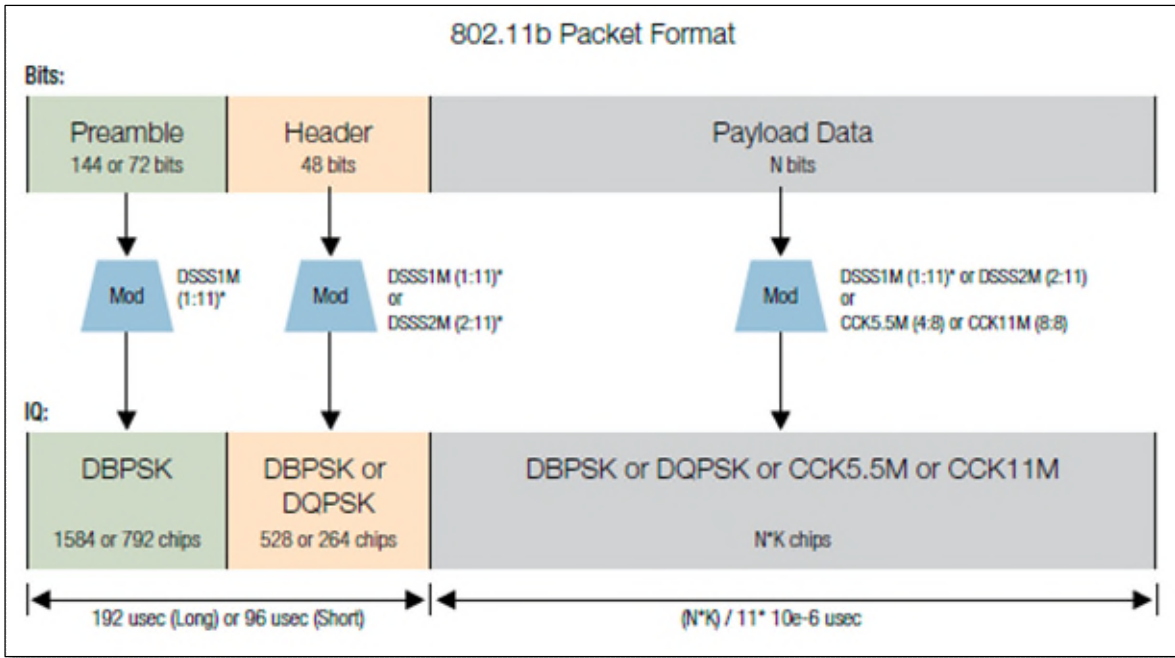 802.11b Packet Format
Bits:
Preamble
144 or 72 bits
Header
48 bits
Payload Data
N bits
Mod
DSSS1M
(1:11)*
Mod
DSSS1M (1:11)*
or
DSSS2M (2:11)*
Mod
DSSS1M (1:11)* or DSSS2M (2:11)
or
CCK5.5M (4:8) or CCK11M (8:8)
IQ:
DBPSK
1584 or 792 chips
DBPSK or
DQPSK
528 or 264 chips
DBPSK or DQPSK or CCK5.5M or CCK11M
N*K chips
192 usec (Long) or 96 usec (Short)
(N*K) / 11* 10e-6 usec